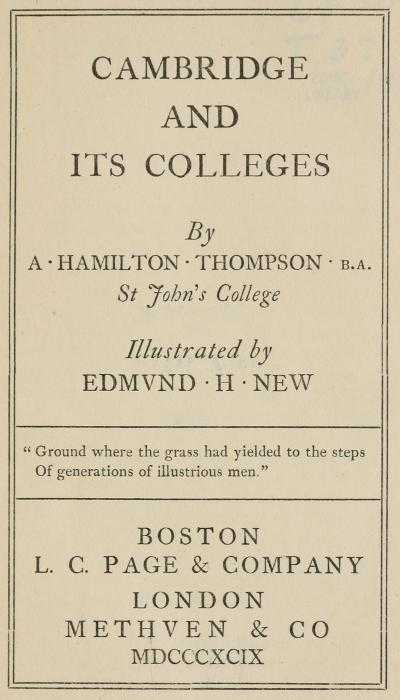 CAMBRIDGE
AND
ITS COLLEGES
By
A · HAMILTON · THOMPSON · B.A.
St John's College
Illustrated by
EDMVND · H · NEW
“ Ground where the grass had yielded to the steps
Of generations of illustrious men.”
BOSTON
L. C. PAGE & COMPANY
LONDON
METHVEN & CO
MDCCCXCIX